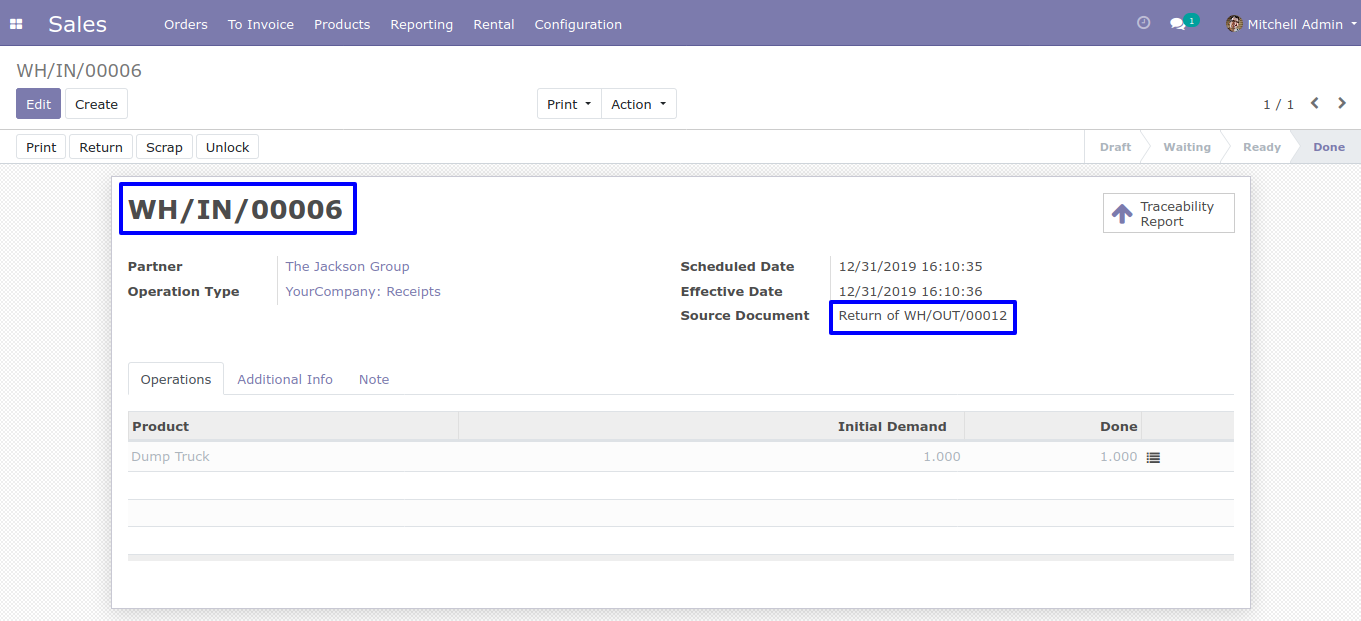 Sales Orders To Invoice Products Reporting Rental Configuration 1 Mitchell Admin
WH/IN/00006
Edit Create Print Action 1 / 1
Print Return Scrap Unlock Draft Waiting Ready Done
WH/IN/00006
Traceability
Report
Partner The Jackson Group Scheduled Date 12/31/2019 16:10:35
Operation Type YourCompany: Receipts Effective Date 12/31/2019 16:10:36
Source Document Return of WH/OUT/00012
Operations Additional Info Note
Product Initial Demand Done
Dump Truck 1.000 1.000